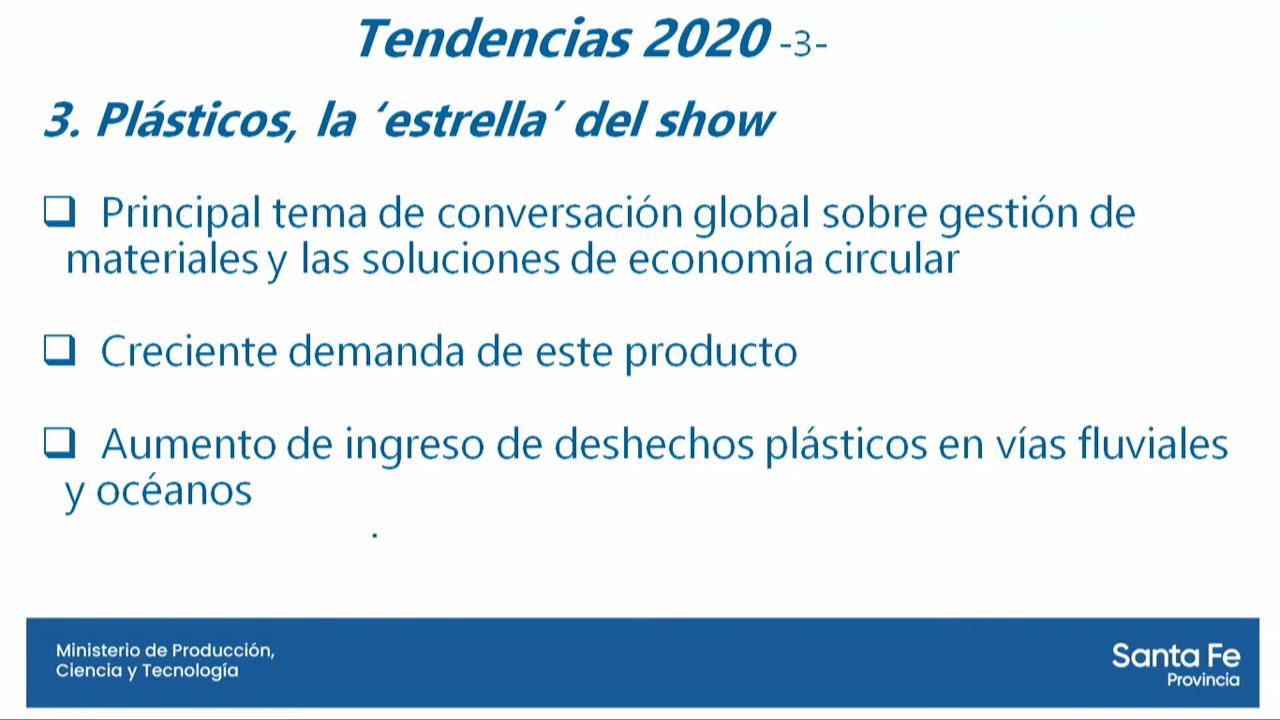 Tendencias 2020 -3-
3. Plásticos, la ‘estrella’ del show
❑ Principal tema de conversación global sobre gestión de
materiales y las soluciones de economía circular
❑ Creciente demanda de este producto
❑ Aumento de ingreso de deshechos plásticos en vías fluviales
y océanos
.
Ministerio de Producción,
Ciencia y Tecnología
Santa Fe
Provincia